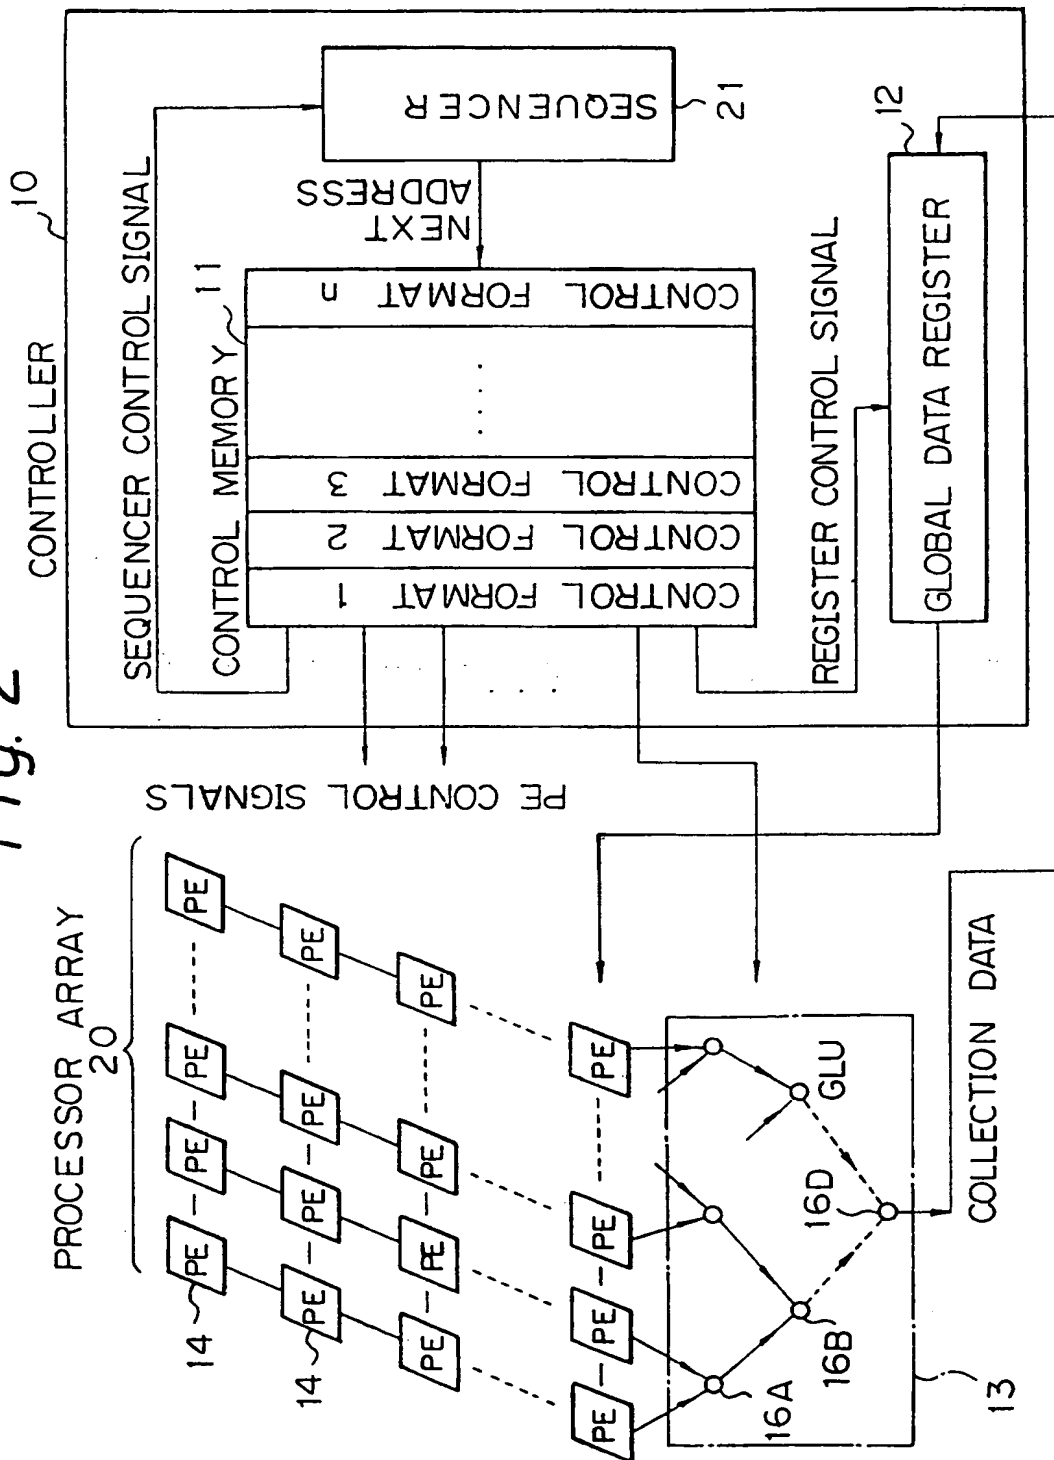 Fig. 2
CONTROLLER
10
SEQUENCER CONTROL SIGNAL
SEQUENCER
21
NEXT
ADDRESS
CONTROL MEMORY
11
CONTROL FORMAT 1
CONTROL FORMAT 2
CONTROL FORMAT 3
CONTROL FORMAT n
REGISTER CONTROL SIGNAL
12
GLOBAL DATA REGISTER
PE CONTROL SIGNALS
PROCESSOR ARRAY
20
PE PE PE PE
14
PE PE PE PE
14
PE PE PE PE
PE PE PE PE
GLU
16A
16B
16D
13
COLLECTION DATA